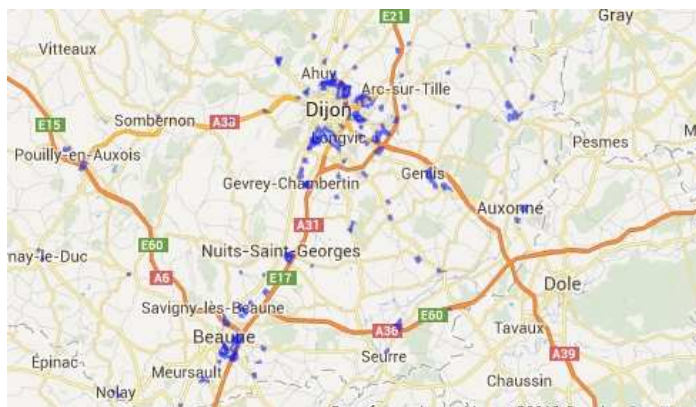 E21
Gray
Vitteaux
Ahuy
Arc-sur-Tille
Dijon
E15
Sombernon
A38
Longvic
Pesmes
Pouilly-en-Auxois
Gevrey-Chambertin
Genlis
Auxonne
A31
E60
Nuits-Saint-Georges
nay-le-Duc
A6
E17
Dole
Savigny-lès-Beaune
E60
Beaune
A36
Tavaux
Seurre
Épinac
Meursault
A39
Chaussin
Nolay